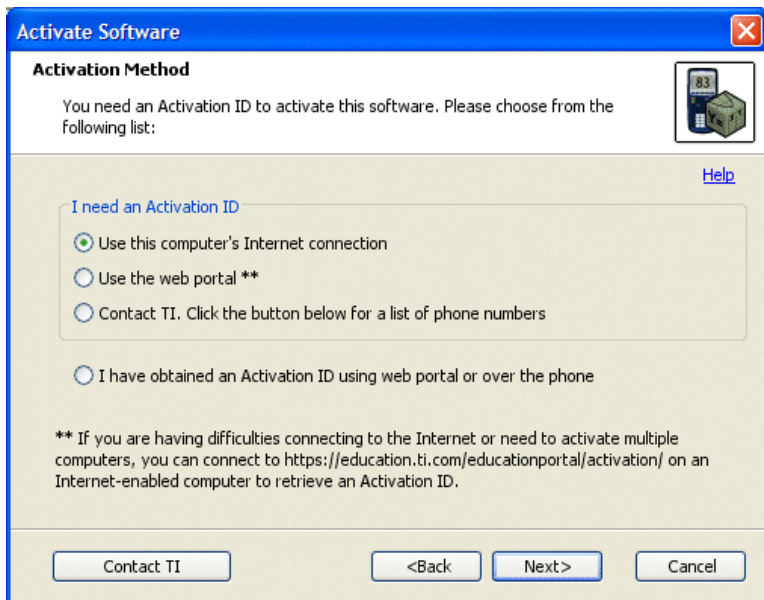 Activate Software
Activation Method
You need an Activation ID to activate this software. Please choose from the
following list:
83
Help
I need an Activation ID
Use this computer's Internet connection
Use the web portal **
Contact TI. Click the button below for a list of phone numbers
I have obtained an Activation ID using web portal or over the phone
** If you are having difficulties connecting to the Internet or need to activate multiple
computers, you can connect to https://education.ti.com/educationportal/activation/ on an
Internet-enabled computer to retrieve an Activation ID.
Contact TI
<Back
Next>
Cancel